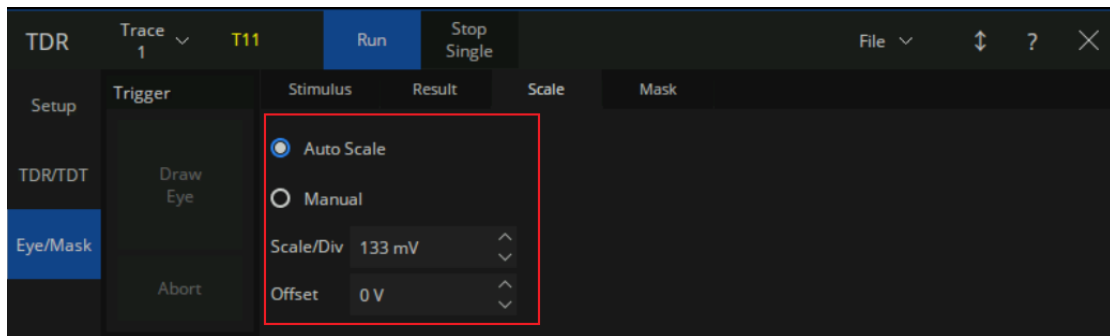 TDR
Trace
1
T11
Run
Stop
Single
File
?
Setup
TDR/TDT
Eye/Mask
Trigger
Draw
Eye
Abort
Stimulus Result Scale Mask
Auto Scale
Manual
Scale/Div 133 mV
Offset 0 V